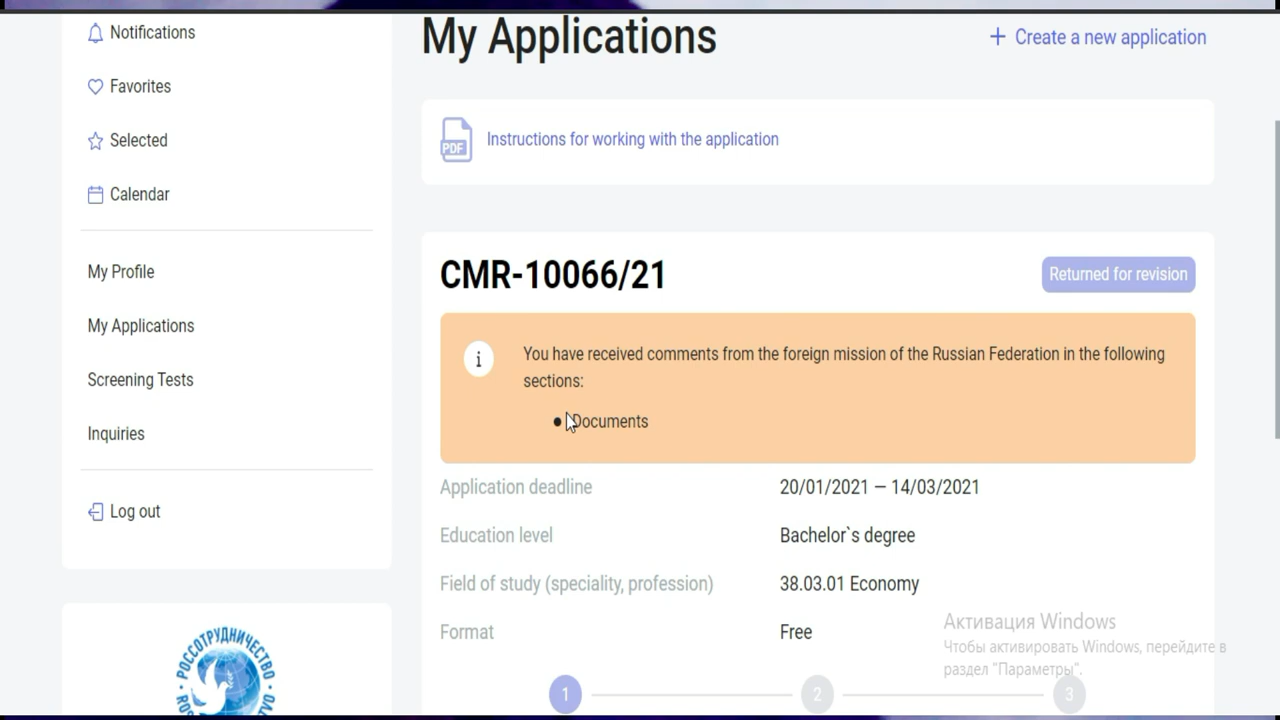 Notifications
Favorites
Selected
Calendar
My Profile
My Applications
Screening Tests
Inquiries
Log out
РОССОТРУДНИЧЕСТВО
My Applications
+ Create a new application
PDF
Instructions for working with the application
CMR-10066/21
Returned for revision
i
You have received comments from the foreign mission of the Russian Federation in the following
sections:
● Documents
Application deadline 20/01/2021 — 14/03/2021
Education level Bachelor`s degree
Field of study (speciality, profession) 38.03.01 Economy
Format Free
1 2 3
Активация Windows
Чтобы активировать Windows, перейдите в
раздел "Параметры".